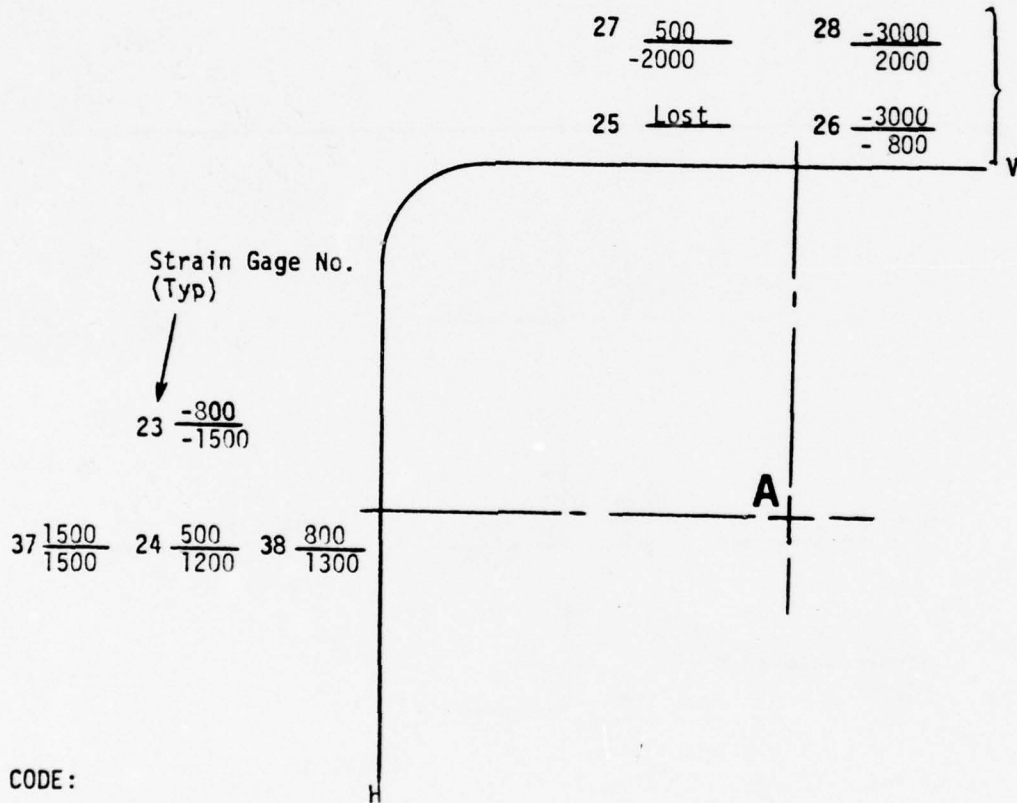 27 500 28 -3000
-2000 2000
25 Lost 26 -3000
- 800
V
Strain Gage No.
(Typ)
23 -800
-1500
A
37 1500 24 500 38 800
1500 1200 1300
CODE:
H